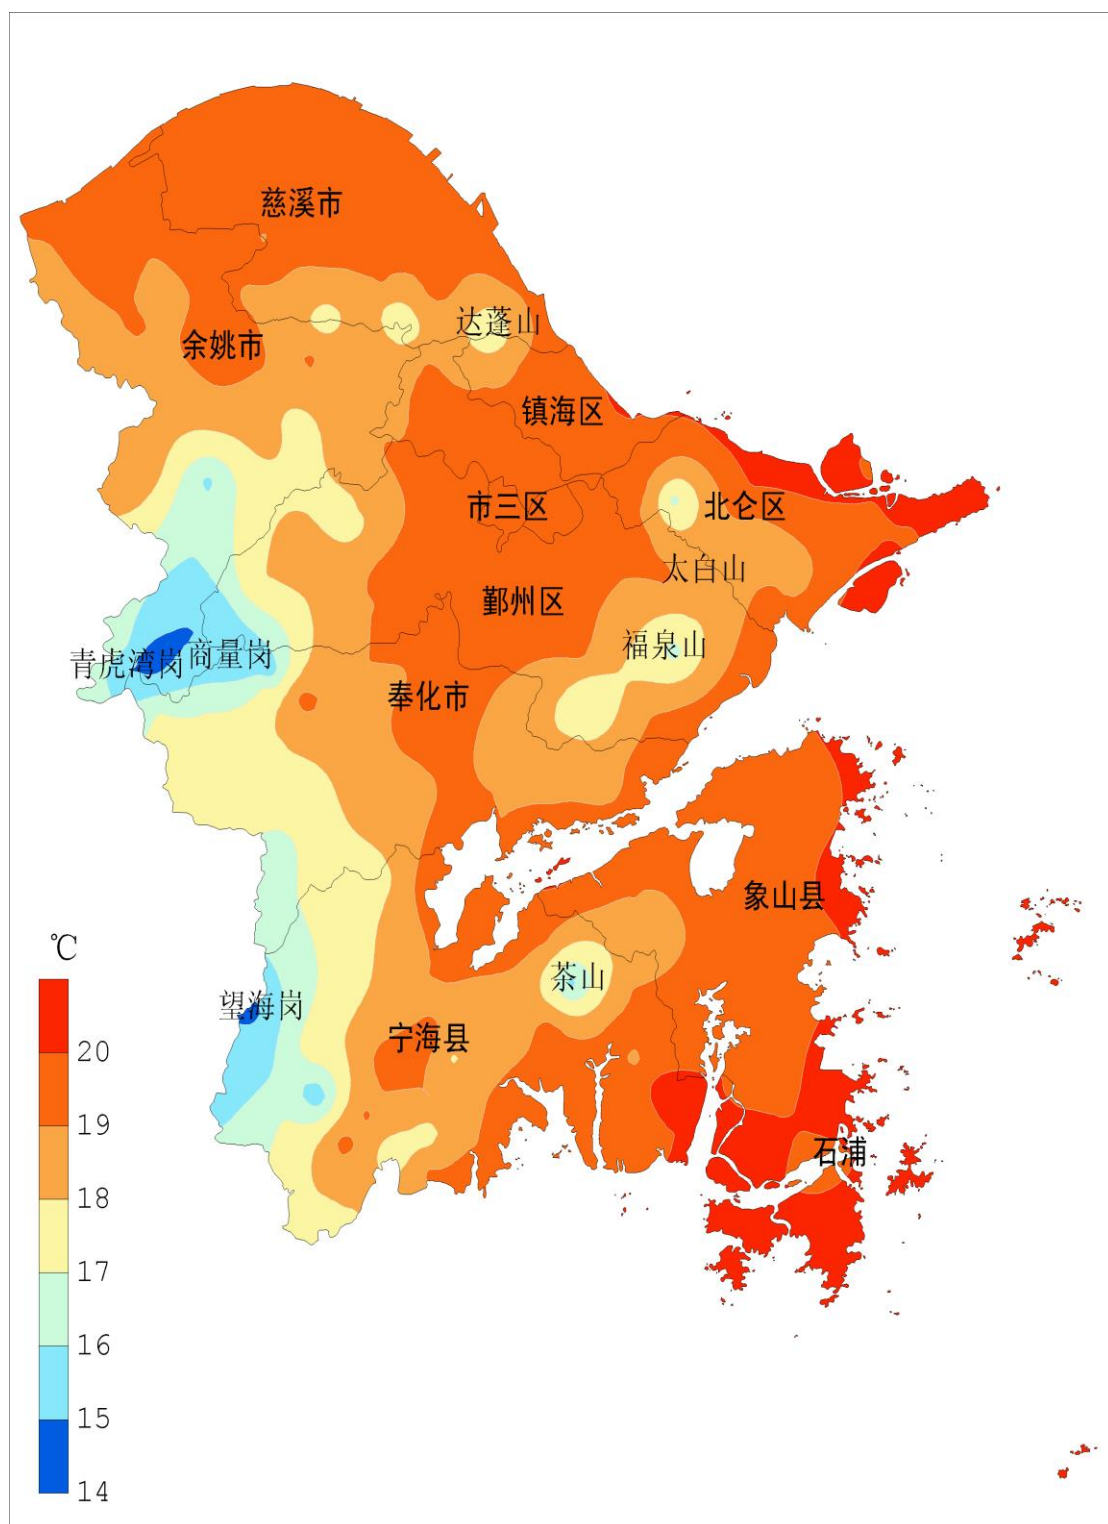 慈溪市
达蓬山
余姚市
镇海区
市三区
北仑区
太白山
鄞州区
福泉山
青虎湾岗
商量岗
奉化市
象山县
℃
茶山
望海岗
宁海县
20
19
石浦
18
17
16
15
14